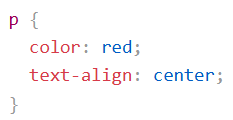 p {
  color: red;
  text-align: center;
}